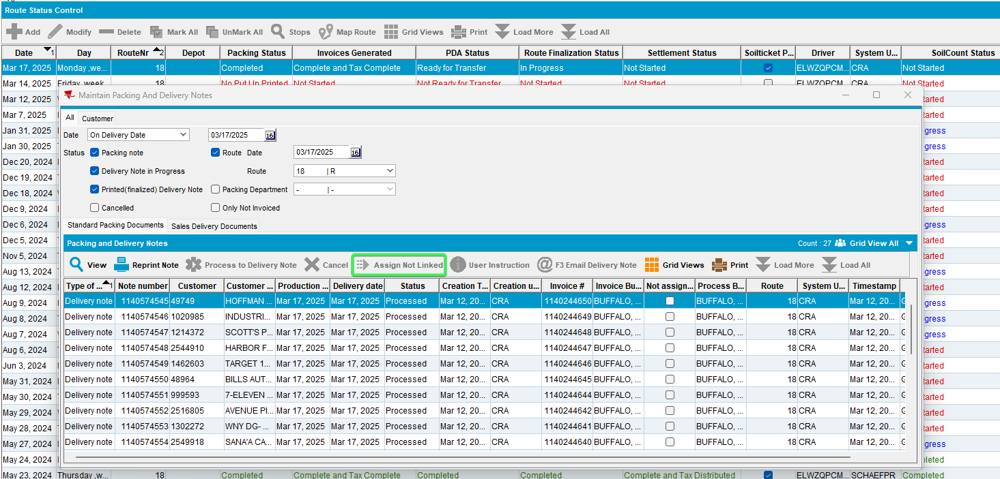 Route Status Control
Add Modify Delete Mark All UnMark All Stops Map Route Grid Views Print Load More Load All
Date 1 Day RouteNr 2 Depot Packing Status Invoices Generated PDA Status Route Finalization Status Settlement Status Soilticket P... Driver System U... SoilCount Status
Mar 17, 2025 Monday ,we... 18 Completed Complete and Tax Complete Ready for Transfer In Progress Not Started ELWZQPCM... CRA Not Started
Mar 14, 2025 Friday, week 18 No Put Up Printed Not Started Not Ready for Transfer Not Started Not Started ELWZQPCM... CRA Not Started
Maintain Packing And Delivery Notes
Mar 12, 2025 tarted
Mar 7, 2025 tarted
All Customer
Jan 31, 2025 gress
Date On Delivery Date 03/17/2025 16
Jan 30, 2025 gress
Status Packing note Route Date 03/17/2025 16
Dec 20, 2024 tarted
Delivery Note in Progress Route 18 | R
Dec 19, 2024 tarted
Printed(finalized) Delivery Note Packing Department - | -
Dec 18, 2024 tarted
Cancelled Only Not Invoiced
Dec 9, 2024 tarted
Standard Packing Documents Sales Delivery Documents
Dec 6, 2024 gress
Packing and Delivery Notes Count : 27 Grid View All
Dec 5, 2024 tarted
Nov 5, 2024 tarted
View Reprint Note Process to Delivery Note Cancel Assign Not Linked User Instruction F3 Email Delivery Note Grid Views Print Load More Load All
Aug 13, 2024 tarted
Type of ... 1 Note number Customer Customer ... Production ... Delivery date Status Creation T... Creation u... Invoice # Invoice Bu... Not assign... Process B... Route System U... Timestamp
Aug 12, 2024 tarted
Delivery note 1140574545 49749 HOFFMAN ... Mar 17, 2025 Mar 17, 2025 Processed Mar 12, 20... CRA 1140244650 BUFFALO, ... BUFFALO, ... 18 CRA Mar 12, 20...
Aug 9, 2024 gress
Delivery note 1140574546 1020985 INDUSTRI... Mar 17, 2025 Mar 17, 2025 Processed Mar 12, 20... CRA 1140244649 BUFFALO, ... BUFFALO, ... 18 CRA Mar 12, 20...
Aug 8, 2024 gress
Delivery note 1140574547 1214372 SCOTT'S P... Mar 17, 2025 Mar 17, 2025 Processed Mar 12, 20... CRA 1140244648 BUFFALO, ... BUFFALO, ... 18 CRA Mar 12, 20...
Aug 7, 2024 gress
Delivery note 1140574548 2544910 HARBOR F... Mar 17, 2025 Mar 17, 2025 Processed Mar 12, 20... CRA 1140244647 BUFFALO, ... BUFFALO, ... 18 CRA Mar 12, 20...
Aug 6, 2024 tarted
Delivery note 1140574549 1462603 TARGET 1... Mar 17, 2025 Mar 17, 2025 Processed Mar 12, 20... CRA 1140244646 BUFFALO, ... BUFFALO, ... 18 CRA Mar 12, 20...
Jun 3, 2024 tarted
Delivery note 1140574550 48964 BILLS AUT... Mar 17, 2025 Mar 17, 2025 Processed Mar 12, 20... CRA 1140244645 BUFFALO, ... BUFFALO, ... 18 CRA Mar 12, 20...
May 31, 2024 tarted
Delivery note 1140574551 999593 7-ELEVEN ... Mar 17, 2025 Mar 17, 2025 Processed Mar 12, 20... CRA 1140244644 BUFFALO, ... BUFFALO, ... 18 CRA Mar 12, 20...
May 30, 2024 tarted
Delivery note 1140574552 2516805 AVENUE PI... Mar 17, 2025 Mar 17, 2025 Processed Mar 12, 20... CRA 1140244642 BUFFALO, ... BUFFALO, ... 18 CRA Mar 12, 20...
May 29, 2024 tarted
Delivery note 1140574553 1302272 WNY DG- ... Mar 17, 2025 Mar 17, 2025 Processed Mar 12, 20... CRA 1140244641 BUFFALO, ... BUFFALO, ... 18 CRA Mar 12, 20...
May 28, 2024 tarted
Delivery note 1140574554 2549918 SANA'A CA... Mar 17, 2025 Mar 17, 2025 Processed Mar 12, 20... CRA 1140244640 BUFFALO, ... BUFFALO, ... 18 CRA Mar 12, 20...
May 27, 2024 gress
May 24, 2024 pleted
May 23, 2024 Thursday ,w... 18 Completed Complete and Tax Complete Completed Completed Complete and Tax Distributed ELWZQPCM... SCHAEFPR Completed